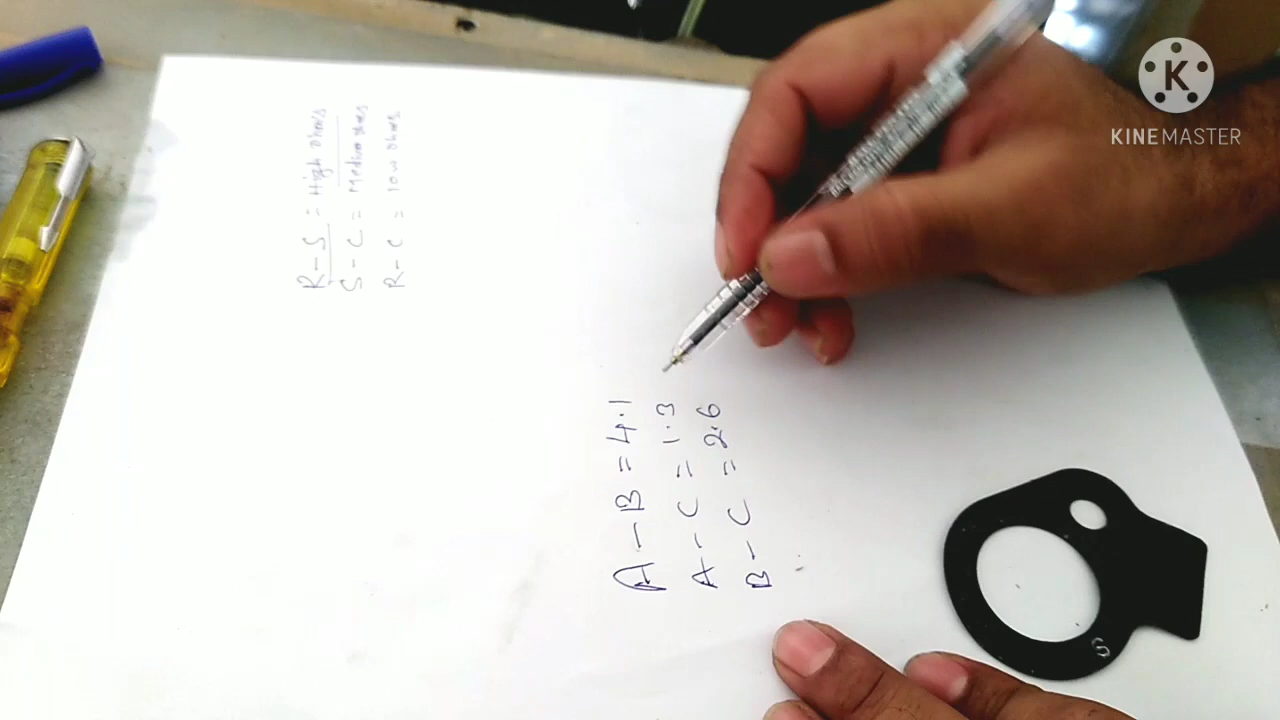 R - S = High ohms
S - C = Medium ohms
R - C = low ohms
A - B = 4.1
A - C = 1.3
B - C = 2.6
S
K
KINEMASTER